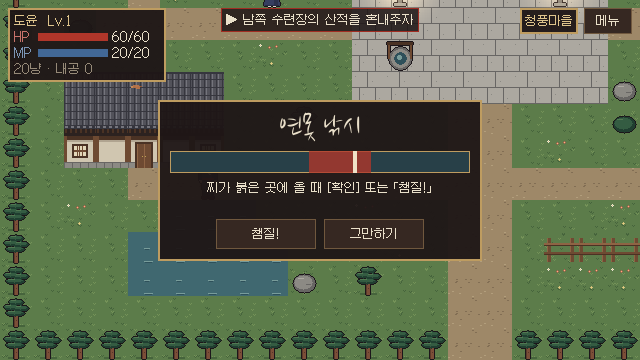 도윤 Lv.1
HP 60/60
MP 20/20
20냥 · 내공 0
▶ 남쪽 수련장의 산적을 혼내주자
청풍마을
메뉴
연못 낚시
찌가 붉은 곳에 올 때 [확인] 또는 「챔질!」
챔질!
그만하기